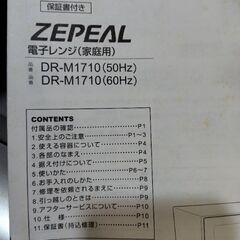 保証書付き
ZEPEAL
電子レンジ(家庭用)
品番 DR-M1710(50Hz)
品番 DR-M1710(60Hz)
CONTENTS
付属品の確認 P1
1.安全上のご注意 P1〜3
2.使える容器について P4
3.各部のなまえ P4
4.据え付けについて P5
5.使いかた P6〜7
6.お手入れのしかた P8
7.修理を依頼されるまえに P9
8.引っ越しのときは P9
9.アフターサービスについて P10
10.仕 様 P10
11.保証書(持込修理) P11